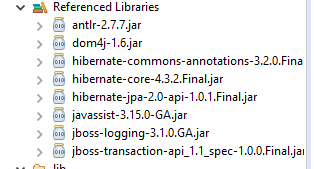 Referenced Libraries
antlr-2.7.7.jar
dom4j-1.6.jar
hibernate-commons-annotations-3.2.0.Fina
hibernate-core-4.3.2.Final.jar
hibernate-jpa-2.0-api-1.0.1.Final.jar
javassist-3.15.0-GA.jar
jboss-logging-3.1.0.GA.jar
jboss-transaction-api_1.1_spec-1.0.0.Final.jar
lib